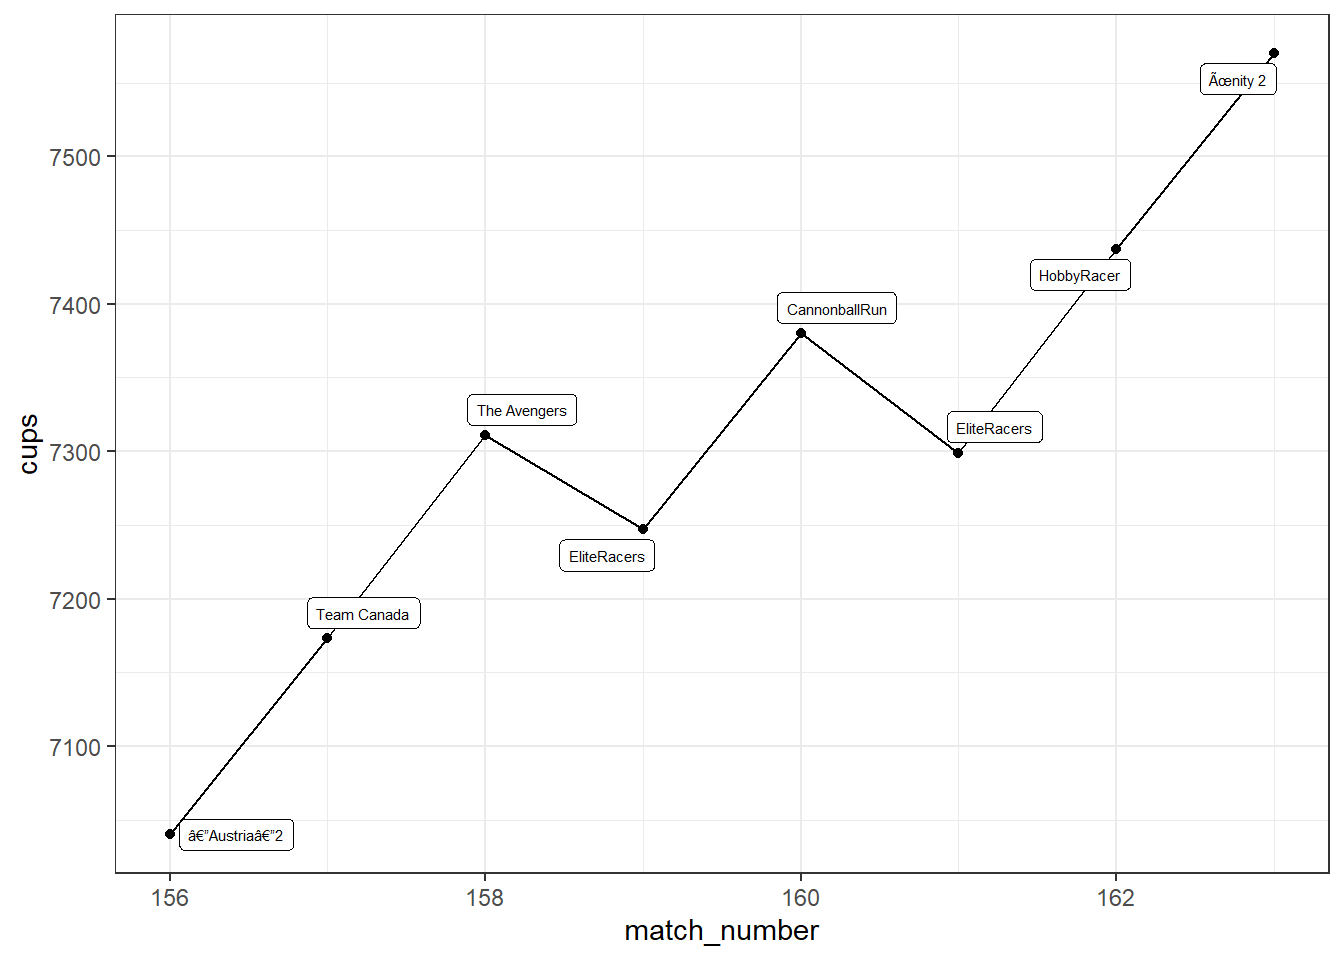 Ãœnity 2
7500
HobbyRacer
7400
CannonballRun
The Avengers
EliteRacers
7300
EliteRacers
7200
Team Canada
7100
â€”Austriaâ€”2
cups
156
158
160
162
match_number